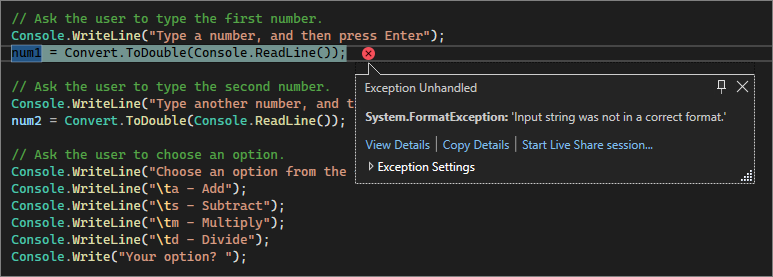 // Ask the user to type the first number.
Console.WriteLine("Type a number, and then press Enter");
num1 = Convert.ToDouble(Console.ReadLine());
Exception Unhandled
System.FormatException: 'Input string was not in a correct format.'
View Details | Copy Details | Start Live Share session...
Exception Settings
// Ask the user to type the second number.
Console.WriteLine("Type another number, and t
num2 = Convert.ToDouble(Console.ReadLine());
// Ask the user to choose an option.
Console.WriteLine("Choose an option from the
Console.WriteLine("\ta - Add");
Console.WriteLine("\ts - Subtract");
Console.WriteLine("\tm - Multiply");
Console.WriteLine("\td - Divide");
Console.Write("Your option? ");